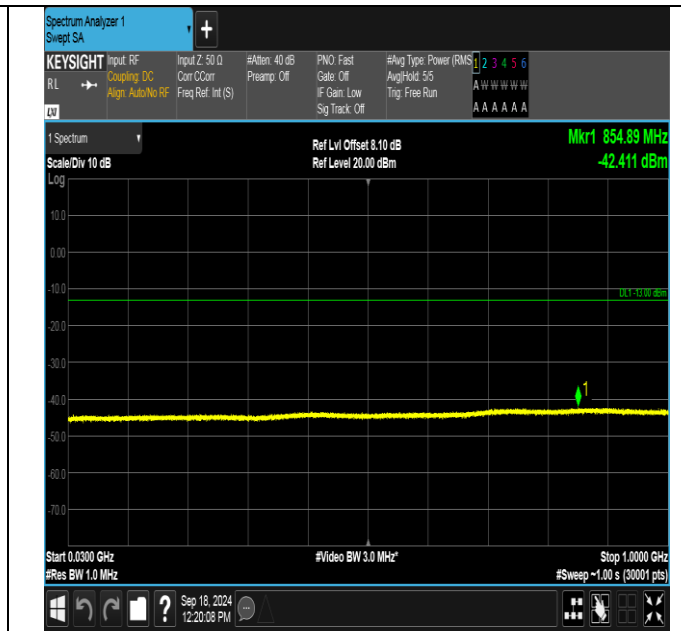 Spectrum Analyzer 1
Swept SA
+
KEYSIGHT
RL
LXI
Input: RF
Coupling: DC
Align: Auto/No RF
Input Z: 50 Ω
Corr CCorr
Freq Ref: Int (S)
#Atten: 40 dB
Preamp: Off
PNO: Fast
Gate: Off
IF Gain: Low
Sig Track: Off
#Avg Type: Power (RMS
Avg|Hold: 5/5
Trig: Free Run
1 2 3 4 5 6
A W W W W W
A A A A A A
1 Spectrum
Scale/Div 10 dB
Log
Ref Lvl Offset 8.10 dB
Ref Level 20.00 dBm
Mkr1 854.89 MHz
-42.411 dBm
10.0
0.00
-10.0
DL1 -13.00 dBm
-20.0
-30.0
-40.0
1
-50.0
-60.0
-70.0
Start 0.0300 GHz
#Res BW 1.0 MHz
#Video BW 3.0 MHz*
Stop 1.0000 GHz
#Sweep ~1.00 s (30001 pts)
?
Sep 18, 2024
12:20:08 PM